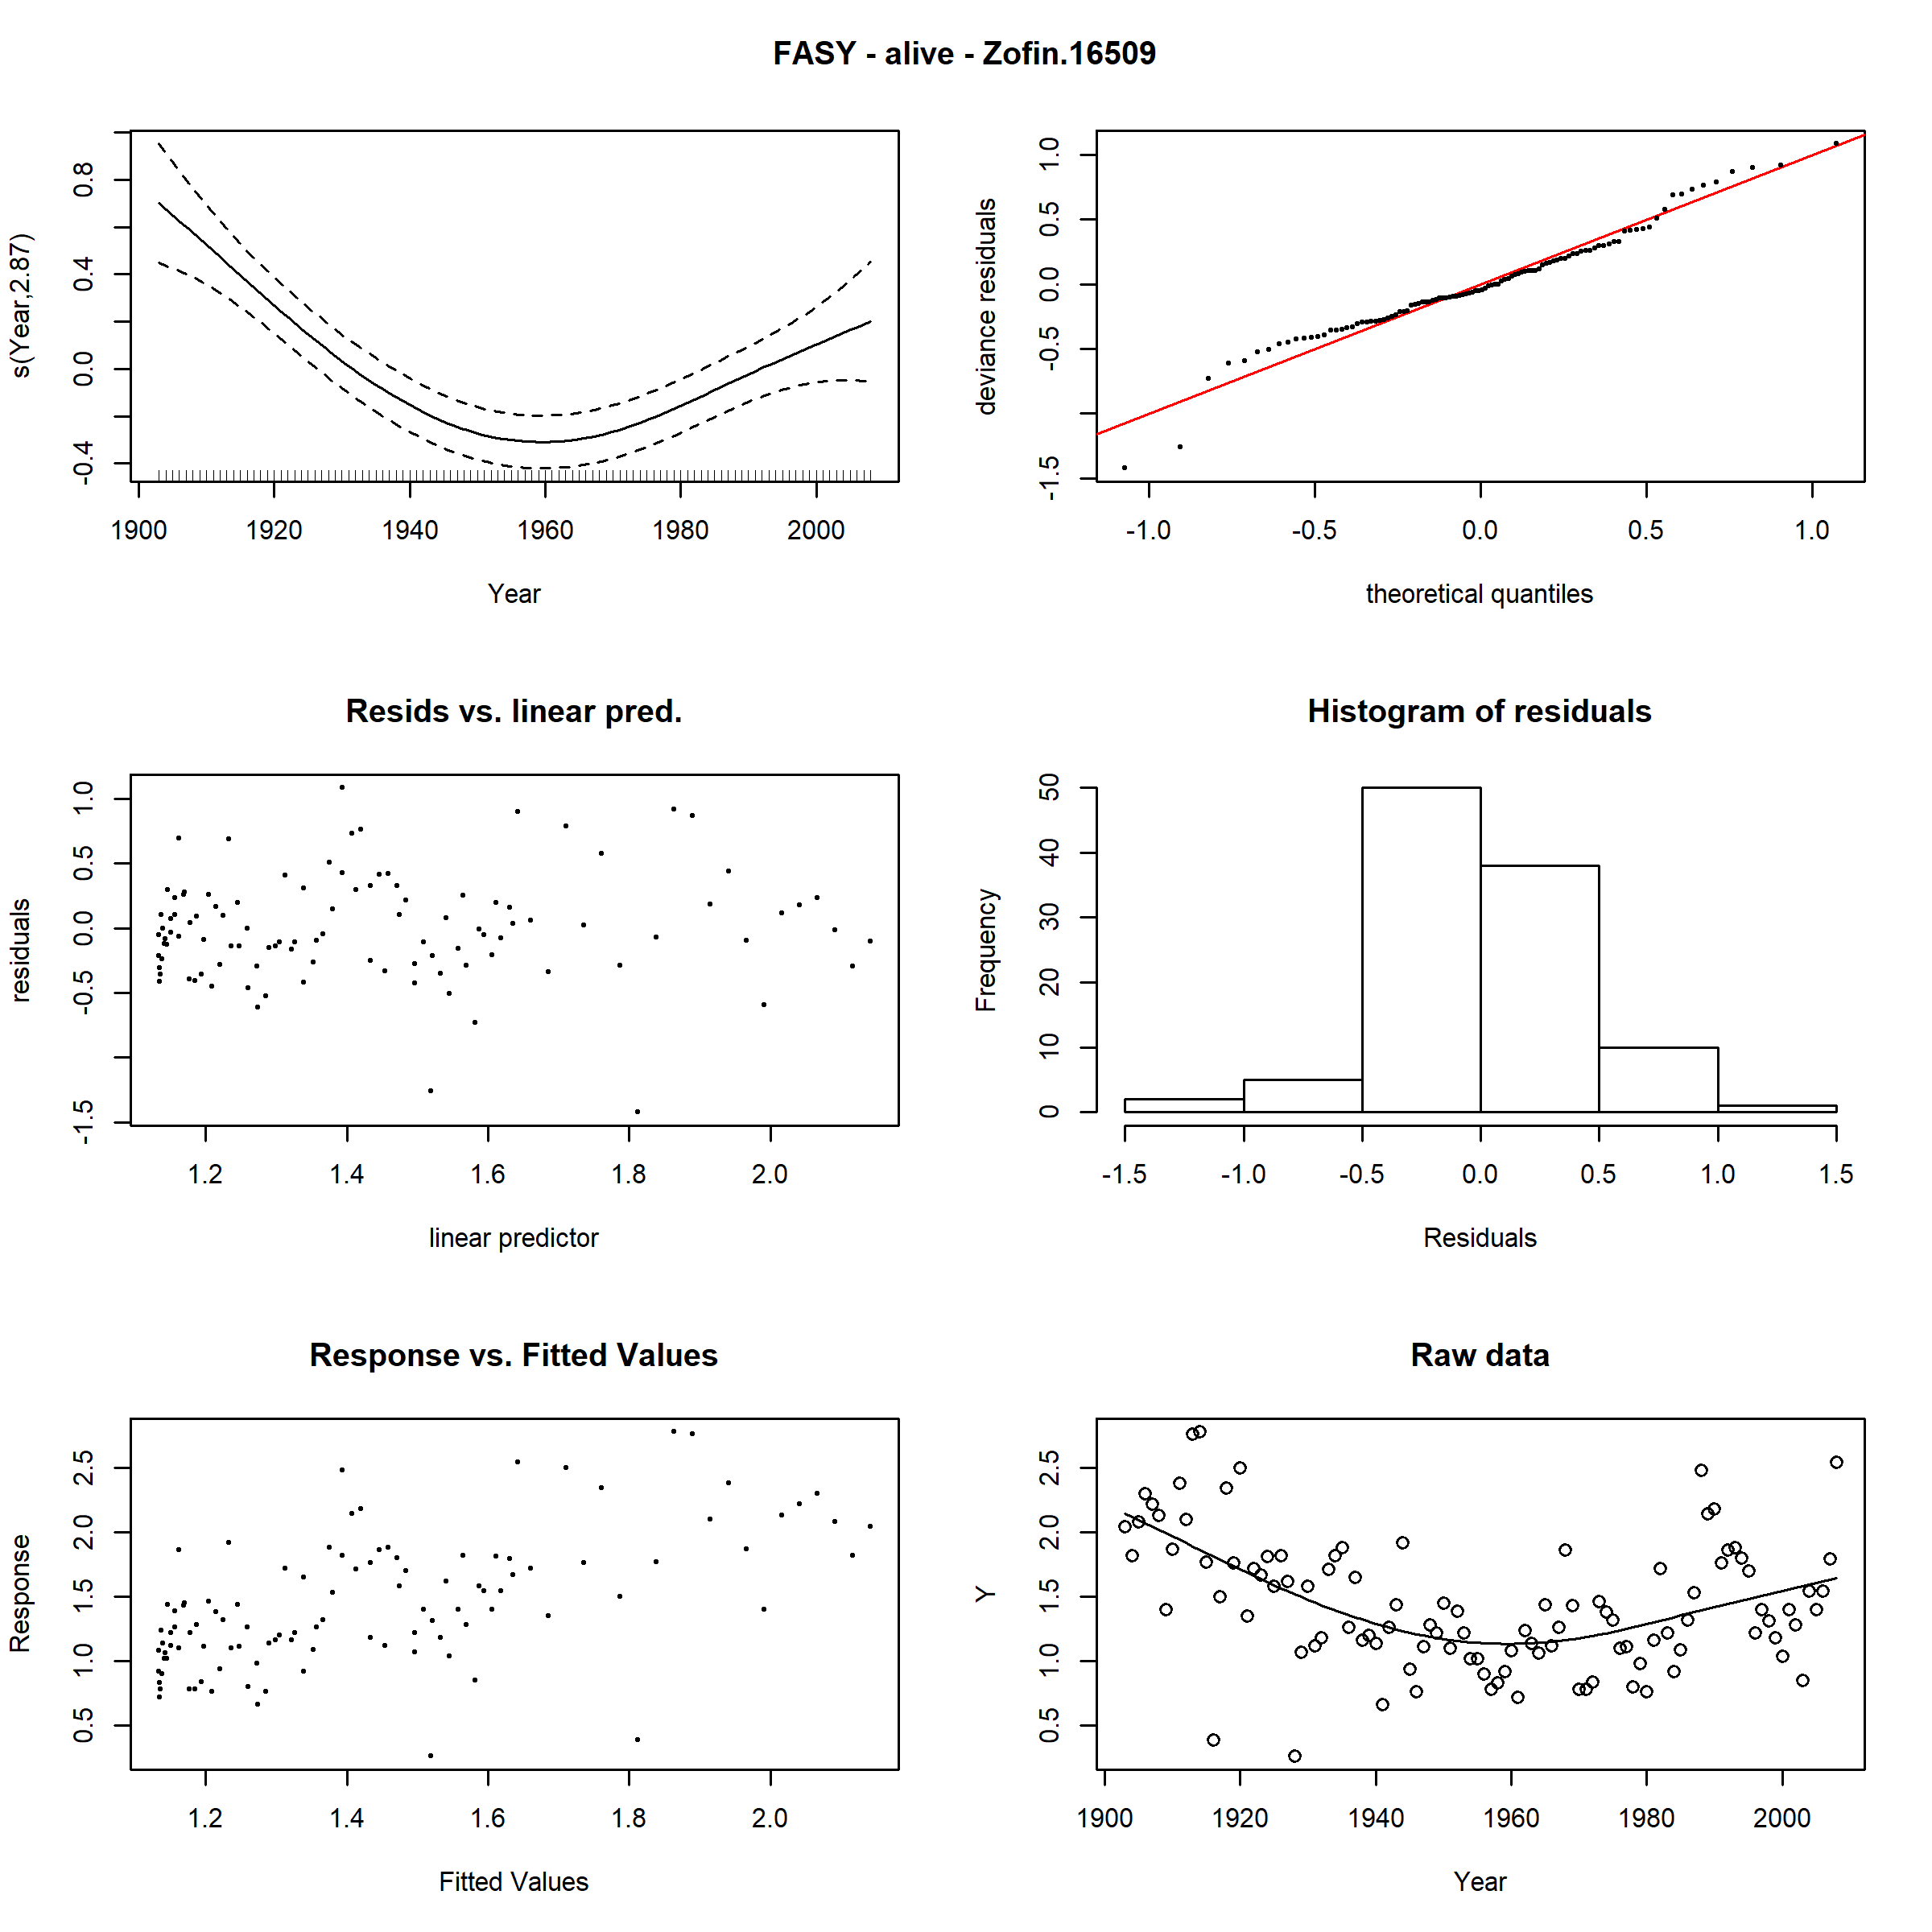 FASY - alive - Zofin.16509
s(Year,2.87)
-0.4 0.0 0.4 0.8
1900 1920 1940 1960 1980 2000
Year
deviance residuals
-1.5 -0.5 0.0 0.5 1.0
-1.0 -0.5 0.0 0.5 1.0
theoretical quantiles
Resids vs. linear pred.
residuals
-1.5 -0.5 0.0 0.5 1.0
1.2 1.4 1.6 1.8 2.0
linear predictor
Histogram of residuals
Frequency
0 10 20 30 40 50
-1.5 -1.0 -0.5 0.0 0.5 1.0 1.5
Residuals
Response vs. Fitted Values
Response
0.5 1.0 1.5 2.0 2.5
1.2 1.4 1.6 1.8 2.0
Fitted Values
Raw data
Y
0.5 1.0 1.5 2.0 2.5
1900 1920 1940 1960 1980 2000
Year